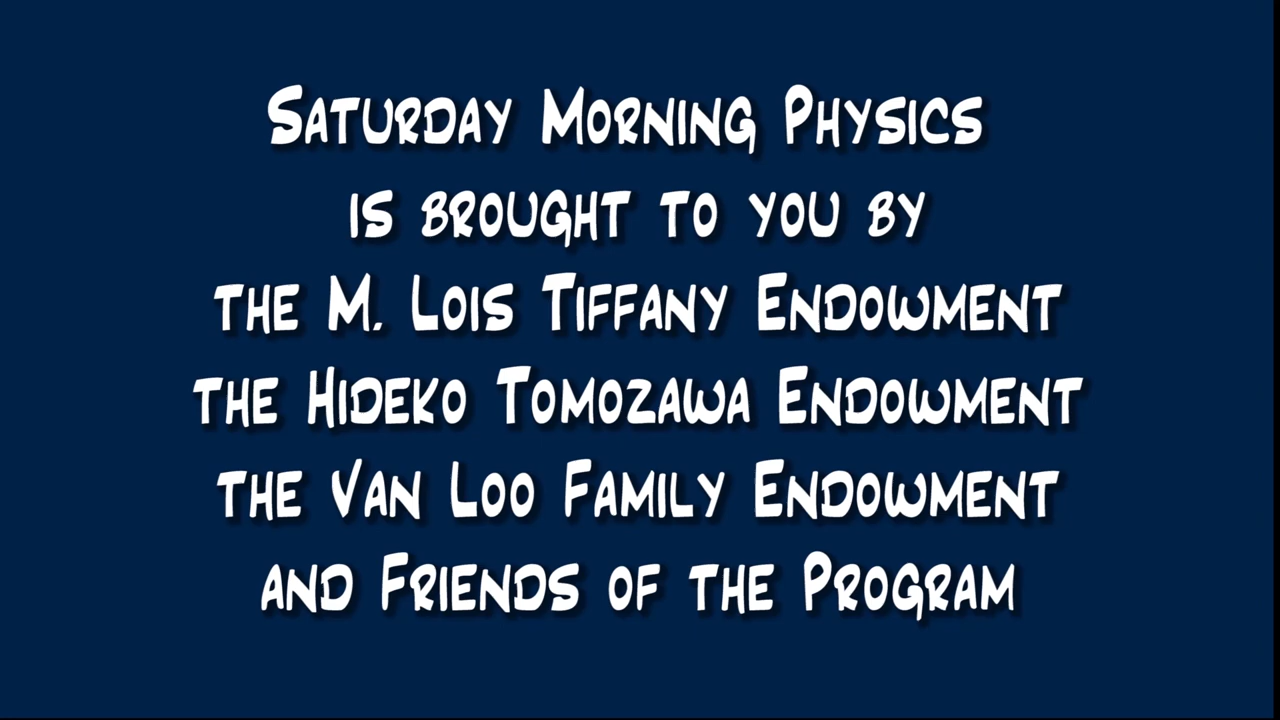 Saturday Morning Physics
is brought to you by
the M. Lois Tiffany Endowment
the Hideko Tomozawa Endowment
the Van Loo Family Endowment
and Friends of the Program